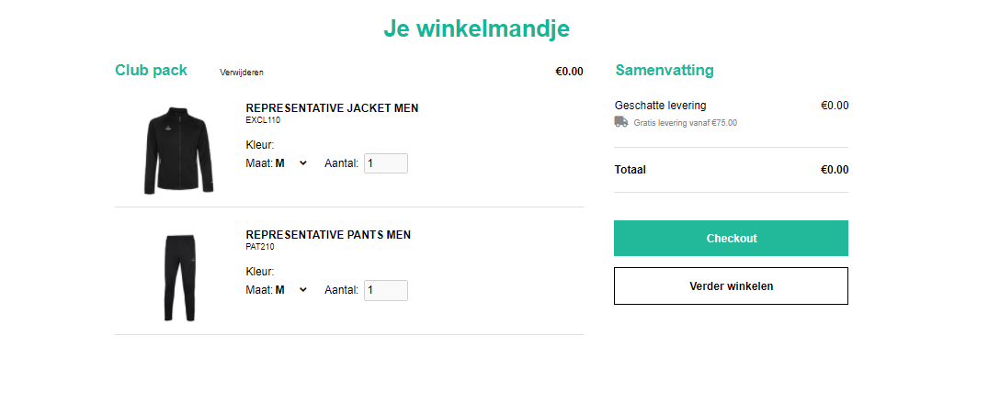 Je winkelmandje
Club pack Verwijderen €0.00
REPRESENTATIVE JACKET MEN
EXCL110
Kleur:
Maat: M Aantal: 1
REPRESENTATIVE PANTS MEN
PAT210
Kleur:
Maat: M Aantal: 1
Samenvatting
Geschatte levering €0.00
Gratis levering vanaf €75.00
Totaal €0.00
Checkout
Verder winkelen